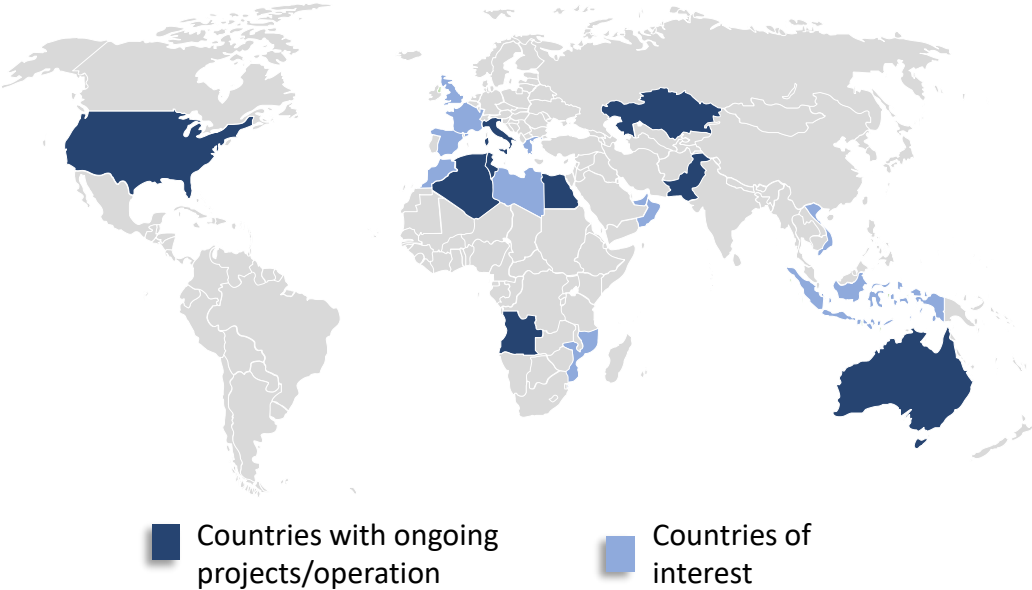 Countries with ongoing
projects/operation
Countries of
interest